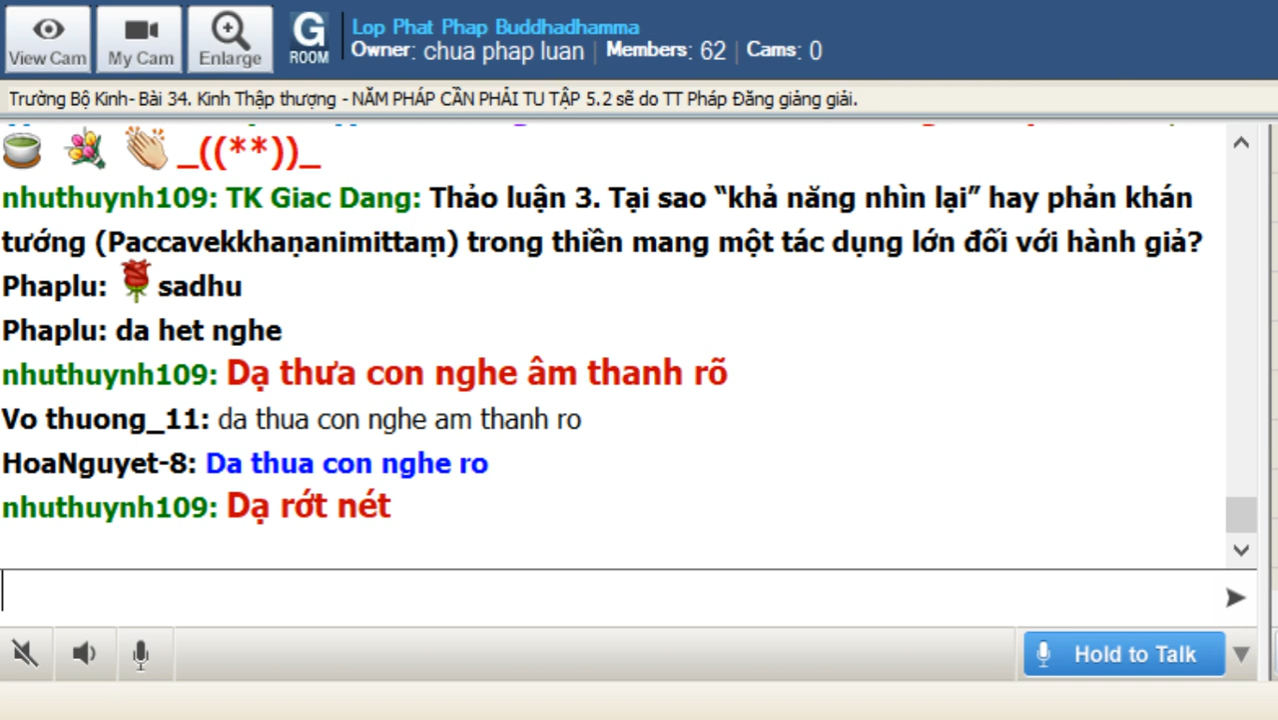 View Cam
My Cam
Enlarge
G
ROOM
Lop Phat Phap Buddhadhamma
Owner: chua phap luan | Members: 62 | Cams: 0
Trường Bộ Kinh- Bài 34. Kinh Thập thượng - NĂM PHÁP CẦN PHẢI TU TẬP 5.2 sẽ do TT Pháp Đăng giảng giải.
_((**))_
nhuthuynh109: TK Giac Dang: Thảo luận 3. Tại sao “khả năng nhìn lại” hay phản khán
tướng (Paccavekkhaṇanimittaṃ) trong thiền mang một tác dụng lớn đối với hành giả?
Phaplu: sadhu
Phaplu: da het nghe
nhuthuynh109: Dạ thưa con nghe âm thanh rõ
Vo thuong_11: da thua con nghe am thanh ro
HoaNguyet-8: Da thua con nghe ro
nhuthuynh109: Dạ rớt nét
Hold to Talk